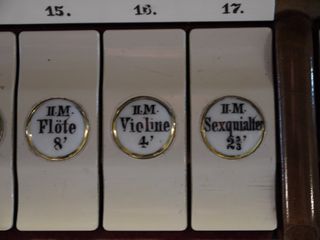 15. 16. 17.
II.M. II.M. II.M.
Flöte Violine Sexquialter
8' 4' 2⅔'